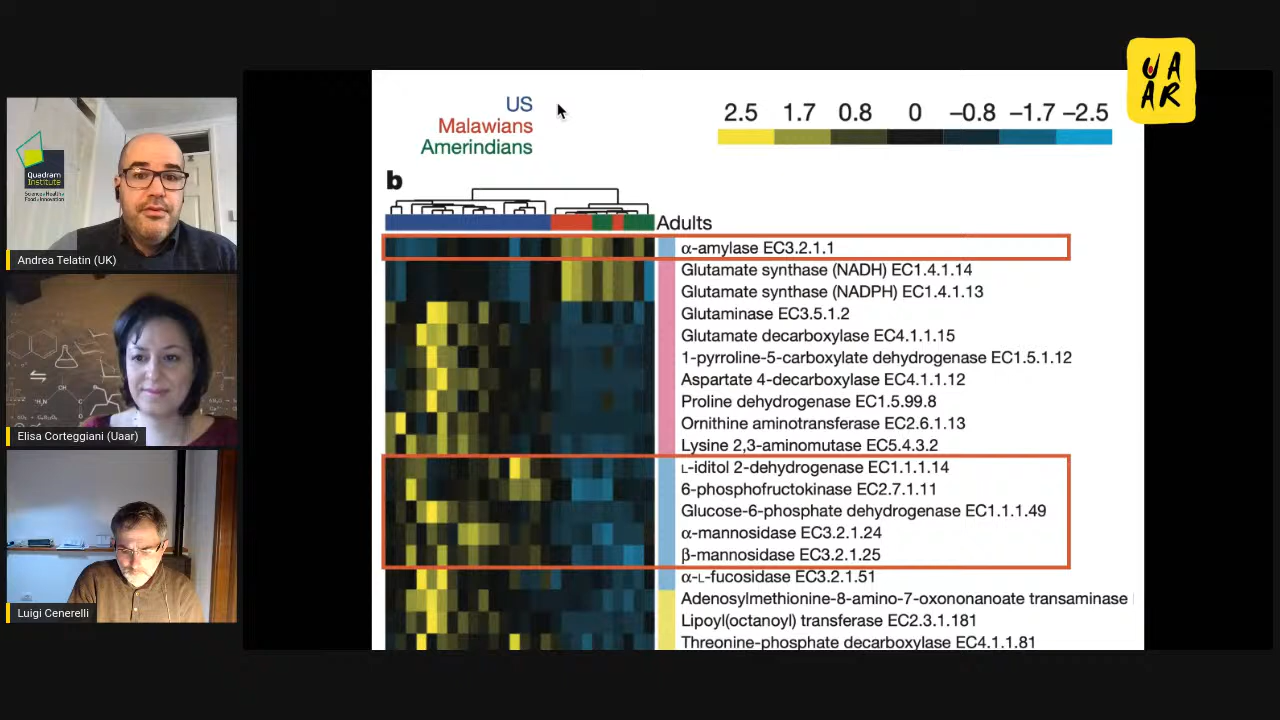 U A
A R
US
Malawians
Amerindians
2.5 1.7 0.8 0 –0.8 –1.7 –2.5
b
Adults
α-amylase EC3.2.1.1
Glutamate synthase (NADH) EC1.4.1.14
Glutamate synthase (NADPH) EC1.4.1.13
Glutaminase EC3.5.1.2
Glutamate decarboxylase EC4.1.1.15
1-pyrroline-5-carboxylate dehydrogenase EC1.5.1.12
Aspartate 4-decarboxylase EC4.1.1.12
Proline dehydrogenase EC1.5.99.8
Ornithine aminotransferase EC2.6.1.13
Lysine 2,3-aminomutase EC5.4.3.2
L-iditol 2-dehydrogenase EC1.1.1.14
6-phosphofructokinase EC2.7.1.11
Glucose-6-phosphate dehydrogenase EC1.1.1.49
α-mannosidase EC3.2.1.24
β-mannosidase EC3.2.1.25
α-L-fucosidase EC3.2.1.51
Adenosylmethionine-8-amino-7-oxononanoate transaminase
Lipoyl(octanoyl) transferase EC2.3.1.181
Threonine-phosphate decarboxylase EC4.1.1.81
Quadram
Institute
Andrea Telatin (UK)
Elisa Corteggiani (Uaar)
Luigi Cenerelli